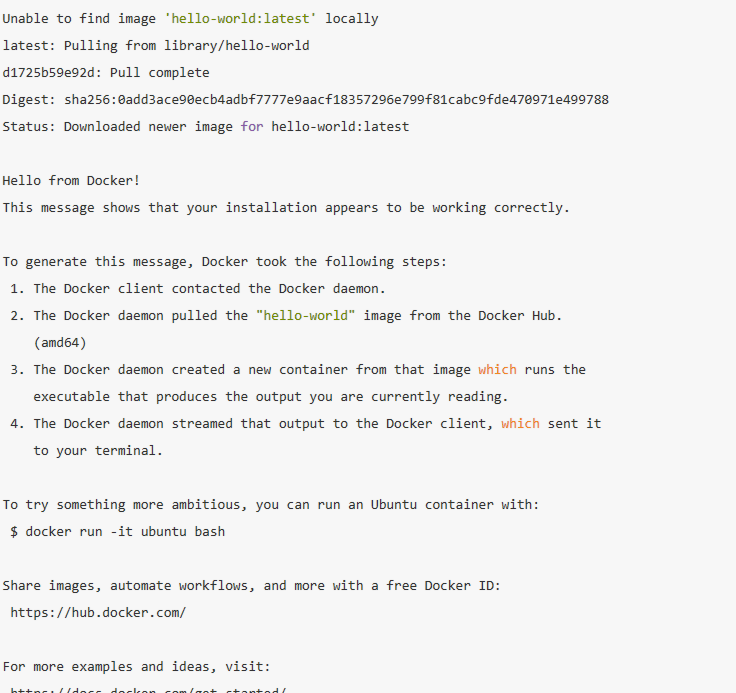 Unable to find image 'hello-world:latest' locally
latest: Pulling from library/hello-world
d1725b59e92d: Pull complete
Digest: sha256:0add3ace90ecb4adbf7777e9aacf18357296e799f81cabc9fde470971e499788
Status: Downloaded newer image for hello-world:latest

Hello from Docker!
This message shows that your installation appears to be working correctly.

To generate this message, Docker took the following steps:
 1. The Docker client contacted the Docker daemon.
 2. The Docker daemon pulled the "hello-world" image from the Docker Hub.
    (amd64)
 3. The Docker daemon created a new container from that image which runs the
    executable that produces the output you are currently reading.
 4. The Docker daemon streamed that output to the Docker client, which sent it
    to your terminal.

To try something more ambitious, you can run an Ubuntu container with:
 $ docker run -it ubuntu bash

Share images, automate workflows, and more with a free Docker ID:
 https://hub.docker.com/

For more examples and ideas, visit:
 https://docs.docker.com/get-started/